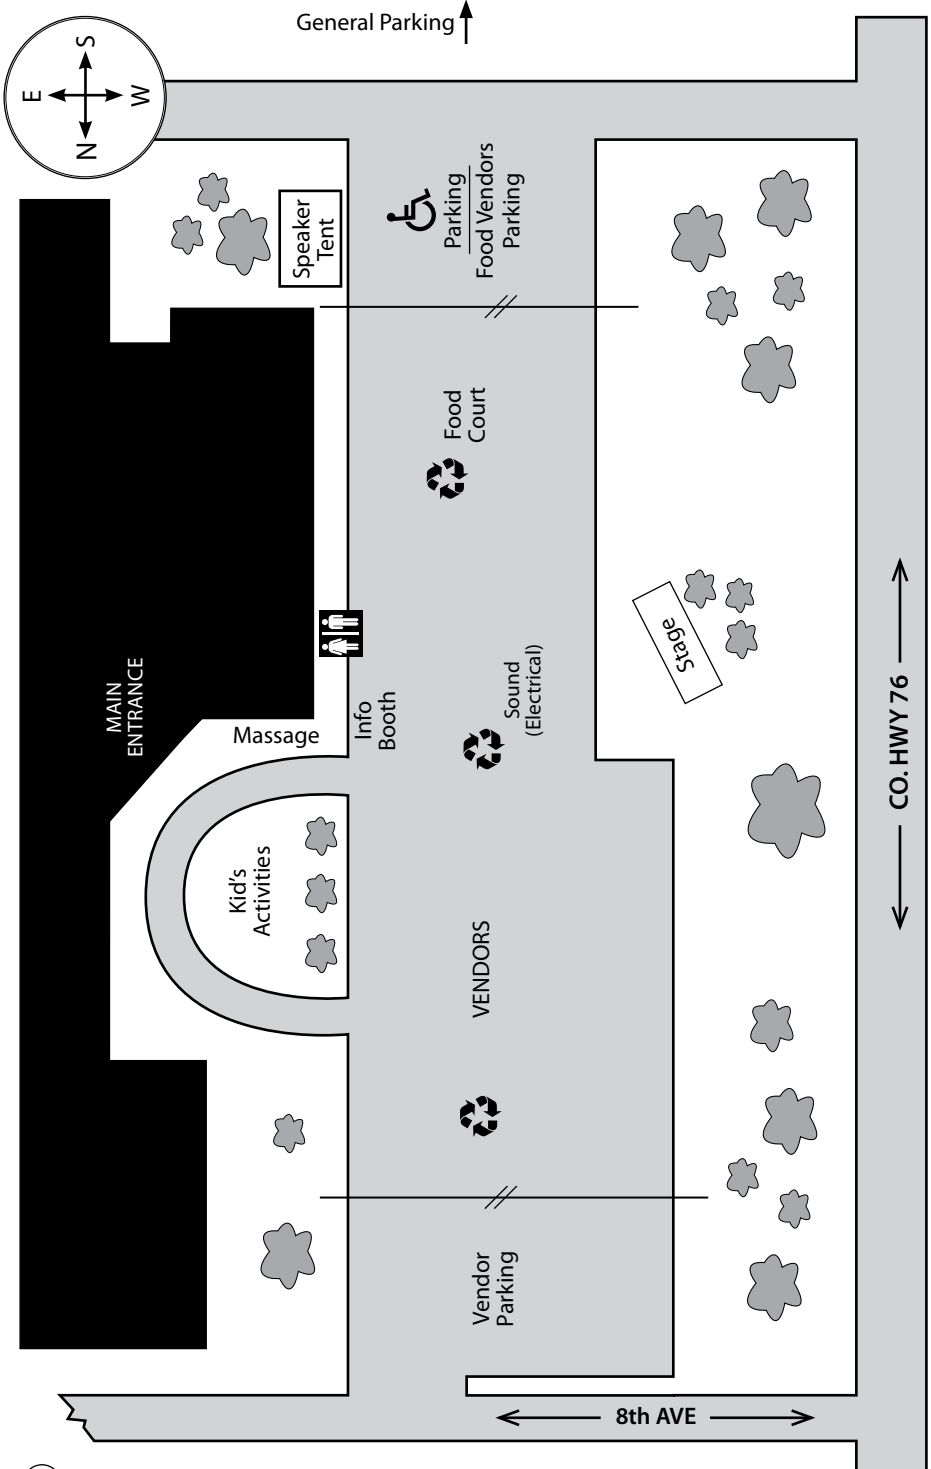 General Parking
S
E
W
N
Speaker
Tent
Parking
Food Vendors
Parking
Food
Court
MAIN
ENTRANCE
Massage
Info
Booth
Sound
(Electrical)
Stage
CO. HWY 76
Kid's
Activities
VENDORS
Vendor
Parking
8th AVE